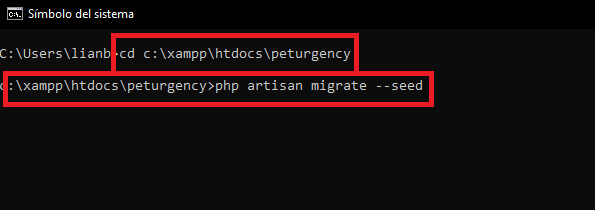 Símbolo del sistema
C:\Users\lianb>cd c:\xampp\htdocs\peturgency
c:\xampp\htdocs\peturgency>php artisan migrate --seed